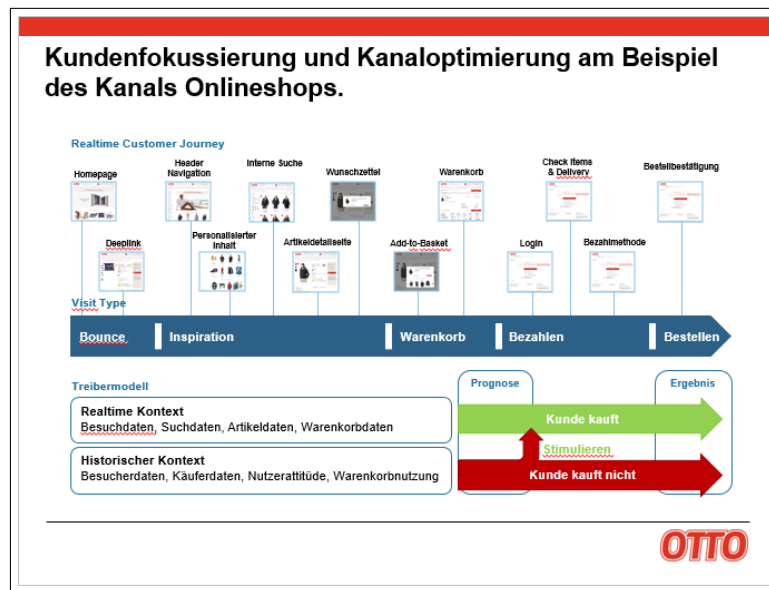 Kundenfokussierung und Kanaloptimierung am Beispiel
des Kanals Onlineshops.
Realtime Customer Journey
Homepage
Header
Navigation
Interne Suche
Wunschzettel
Warenkorb
Check Items
& Delivery
Bestellbestätigung
Deeplink
Personalisierter
Inhalt
Artikeldetailseite
Add-to-Basket
Login
Bezahlmethode
Visit Type
Bounce
Inspiration
Warenkorb
Bezahlen
Bestellen
Treibermodell
Prognose
Ergebnis
Realtime Kontext
Besuchdaten, Suchdaten, Artikeldaten, Warenkorbdaten
Kunde kauft
Stimulieren
Historischer Kontext
Besucherdaten, Käuferdaten, Nutzerattitüde, Warenkorbnutzung
Kunde kauft nicht
OTTO